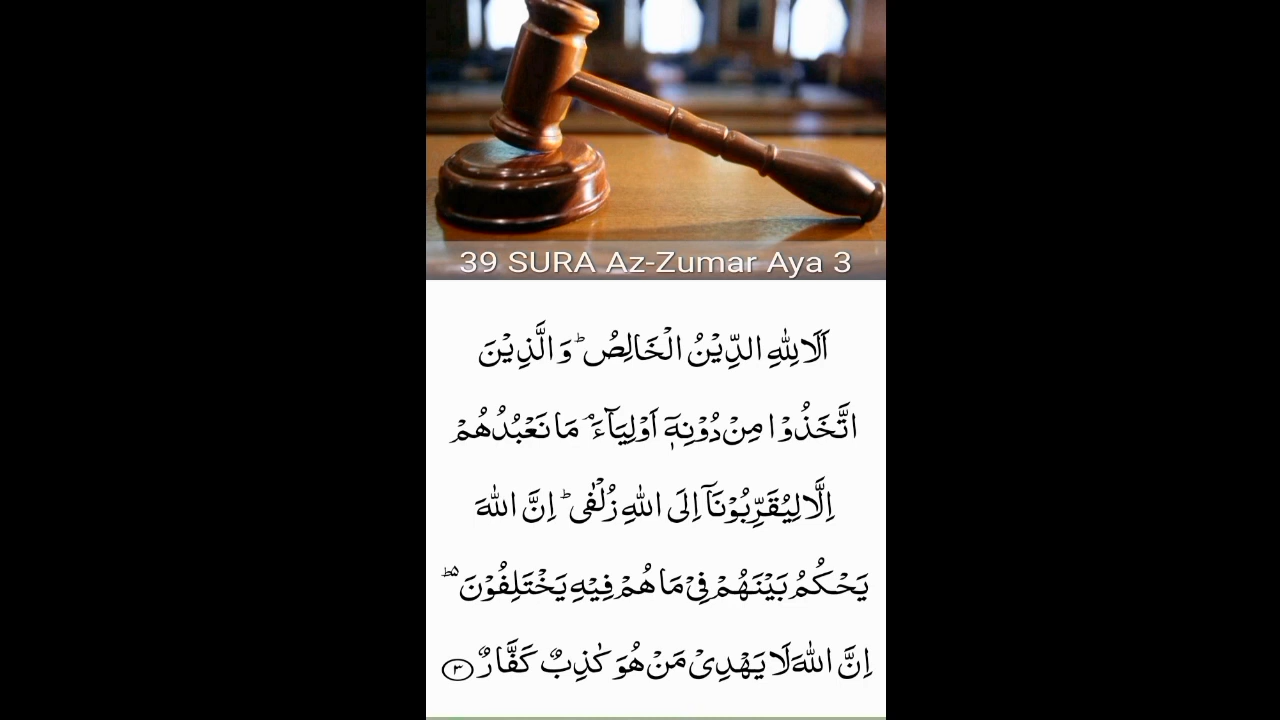 39 SURA Az-Zumar Aya 3
اَلَا لِلّٰهِ الدِّيْنُ الْخَالِصُ ؕ وَ الَّذِيْنَ
اتَّخَذُوْا مِنْ دُوْنِهٖۤ اَوْلِيَآءَ ۘ مَا نَعْبُدُهُمْ
اِلَّا لِيُقَرِّبُوْنَاۤ اِلَى اللّٰهِ زُلْفٰى ؕ اِنَّ اللّٰهَ
يَحْكُمُ بَيْنَهُمْ فِيْ مَا هُمْ فِيْهِ يَخْتَلِفُوْنَ ؕ۬
اِنَّ اللّٰهَ لَا يَهْدِيْ مَنْ هُوَ كٰذِبٌ كَفَّارٌ ﴿۳﴾